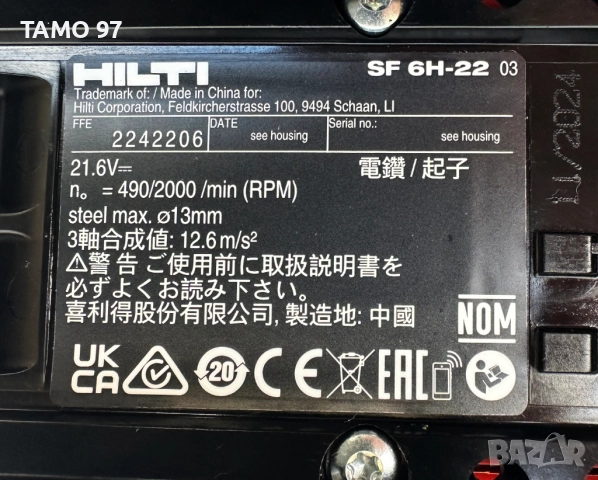 TAMO 97
HILTI
SF 6H-22 03
Trademark of: / Made in China for:
Hilti Corporation, Feldkircherstrasse 100, 9494 Schaan, LI
FFE 2242206 DATE see housing Serial no.: see housing
21.6V⎓ 電鑽 / 起子
n₀ = 490/2000 /min (RPM)
steel max. ø13mm
3軸合成値: 12.6 m/s²
⚠警 告 ご使用前に取扱説明書を
必ずよくお読み下さい。
喜利得股份有限公司, 製造地: 中國
NOM
UK CA 20 CE EAC
BAZAR